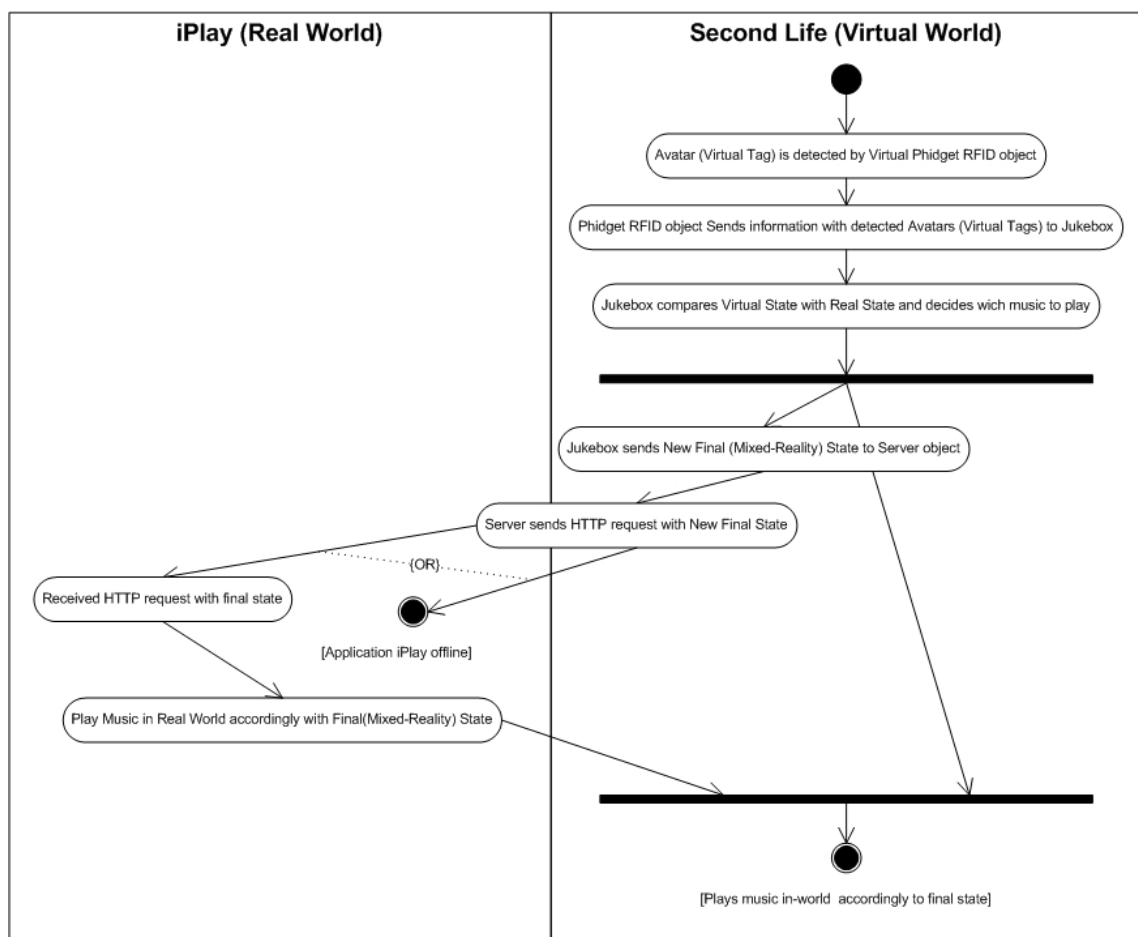 iPlay (Real World)
Second Life (Virtual World)
Avatar (Virtual Tag) is detected by Virtual Phidget RFID object
Phidget RFID object Sends information with detected Avatars (Virtual Tags) to Jukebox
Jukebox compares Virtual State with Real State and decides wich music to play
Jukebox sends New Final (Mixed-Reality) State to Server object
Server sends HTTP request with New Final State
{OR}
Received HTTP request with final state
[Application iPlay offline]
Play Music in Real World accordingly with Final(Mixed-Reality) State
[Plays music in-world accordingly to final state]